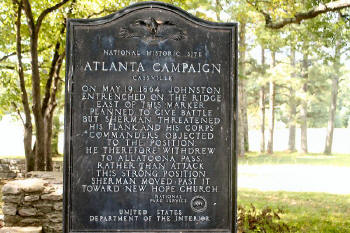 NATIONAL HISTORIC SITE
ATLANTA CAMPAIGN
CASSVILLE
ON MAY 19, 1864, JOHNSTON
ENTRENCHED ON THE RIDGE
EAST OF THIS MARKER
PLANNED TO GIVE BATTLE
BUT SHERMAN THREATENED
HIS FLANK AND HIS CORPS
COMMANDERS OBJECTED
TO THE POSITION.
HE THEREFORE WITHDREW
TO ALLATOONA PASS.
RATHER THAN ATTACK
THIS STRONG POSITION
SHERMAN MOVED PAST IT
TOWARD NEW HOPE CHURCH.
NATIONAL
PARK SERVICE
UNITED STATES
DEPARTMENT OF THE INTERIOR